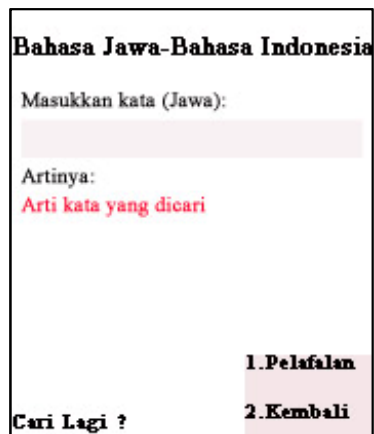 Bahasa Jawa-Bahasa Indonesia
Masukkan kata (Jawa):
Artinya:
Arti kata yang dicari
1.Pelafalan
Cari Lagi ?
2.Kembali